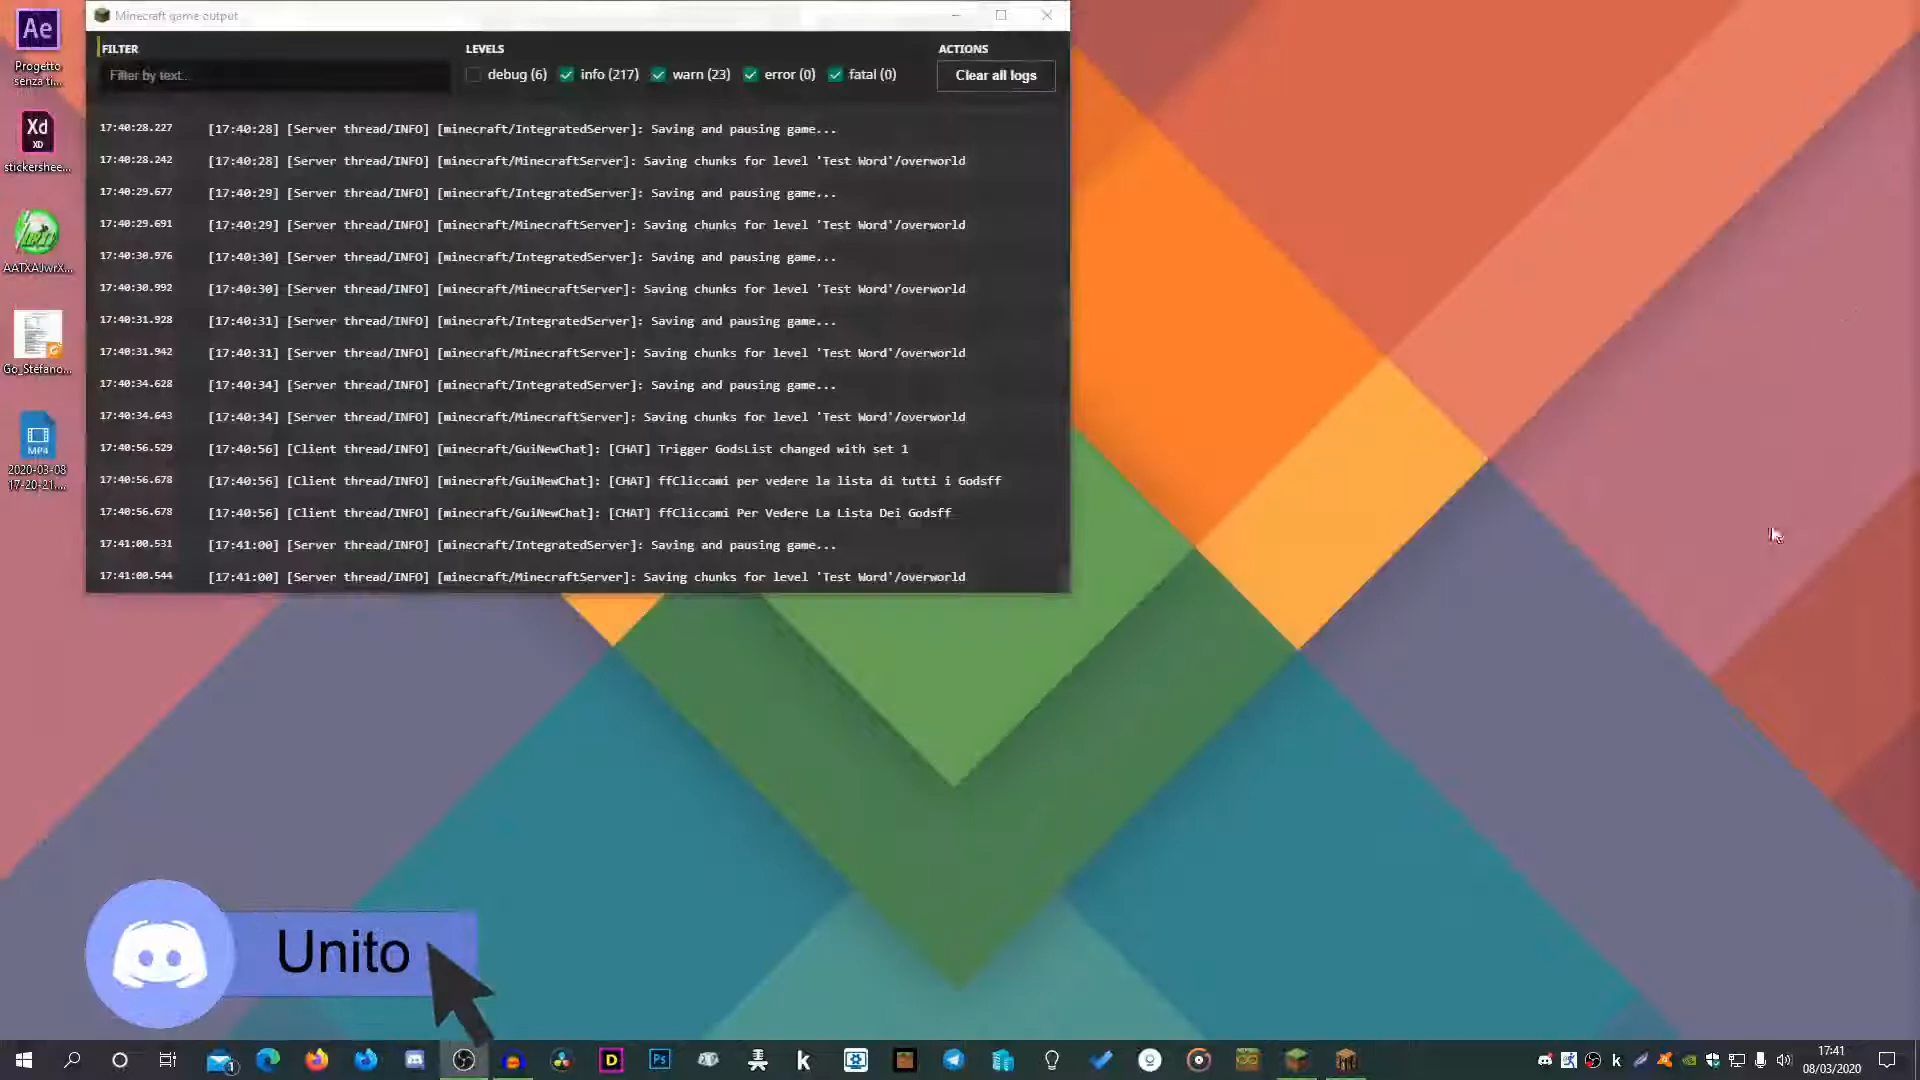 Minecraft game output
FILTER
LEVELS
ACTIONS
Filter by text...
debug (6)
info (217)
warn (23)
error (0)
fatal (0)
Clear all logs
17:40:28.227 [17:40:28] [Server thread/INFO] [minecraft/IntegratedServer]: Saving and pausing game...
17:40:28.242 [17:40:28] [Server thread/INFO] [minecraft/MinecraftServer]: Saving chunks for level 'Test Word'/overworld
17:40:29.677 [17:40:29] [Server thread/INFO] [minecraft/IntegratedServer]: Saving and pausing game...
17:40:29.691 [17:40:29] [Server thread/INFO] [minecraft/MinecraftServer]: Saving chunks for level 'Test Word'/overworld
17:40:30.976 [17:40:30] [Server thread/INFO] [minecraft/IntegratedServer]: Saving and pausing game...
17:40:30.992 [17:40:30] [Server thread/INFO] [minecraft/MinecraftServer]: Saving chunks for level 'Test Word'/overworld
17:40:31.928 [17:40:31] [Server thread/INFO] [minecraft/IntegratedServer]: Saving and pausing game...
17:40:31.942 [17:40:31] [Server thread/INFO] [minecraft/MinecraftServer]: Saving chunks for level 'Test Word'/overworld
17:40:34.628 [17:40:34] [Server thread/INFO] [minecraft/IntegratedServer]: Saving and pausing game...
17:40:34.643 [17:40:34] [Server thread/INFO] [minecraft/MinecraftServer]: Saving chunks for level 'Test Word'/overworld
17:40:56.529 [17:40:56] [Client thread/INFO] [minecraft/GuiNewChat]: [CHAT] Trigger GodsList changed with set 1
17:40:56.678 [17:40:56] [Client thread/INFO] [minecraft/GuiNewChat]: [CHAT] ffCliccami per vedere la lista di tutti i Godsff
17:40:56.678 [17:40:56] [Client thread/INFO] [minecraft/GuiNewChat]: [CHAT] ffCliccami Per Vedere La Lista Dei Godsff
17:41:00.531 [17:41:00] [Server thread/INFO] [minecraft/IntegratedServer]: Saving and pausing game...
17:41:00.544 [17:41:00] [Server thread/INFO] [minecraft/MinecraftServer]: Saving chunks for level 'Test Word'/overworld
Ae
Progetto
senza ti...
Xd
XD
stickershee...
AATXAJwrX...
Go_Stefano...
MP4
2020-03-08
17-20-21....
Unito
1
D
Ps
k
k
17:41
08/03/2020